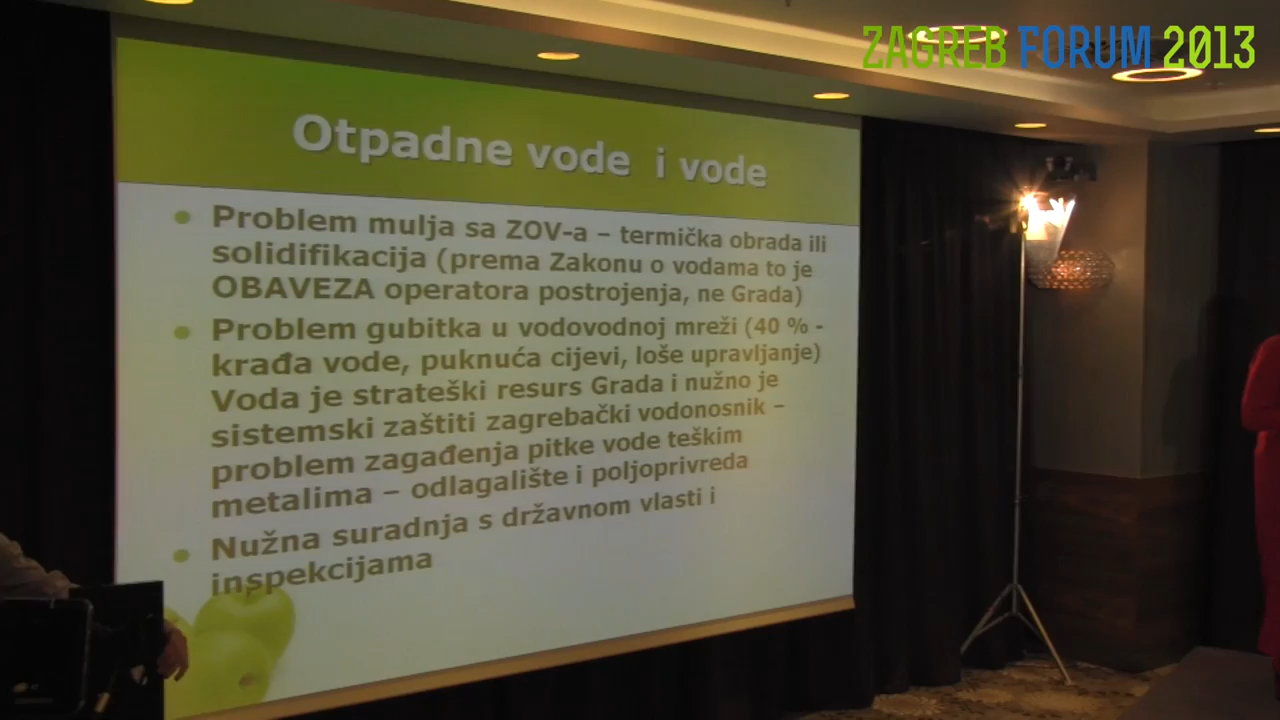 ZAGREB FORUM 2013
Otpadne vode i vode
Problem mulja sa ZOV-a – termička obrada ili
solidifikacija (prema Zakonu o vodama to je
OBAVEZA operatora postrojenja, ne Grada)
Problem gubitka u vodovodnoj mreži (40 % -
krađa vode, puknuća cijevi, loše upravljanje)
Voda je strateški resurs Grada i nužno je
sistemski zaštiti zagrebački vodonosnik –
problem zagađenja pitke vode teškim
metalima – odlagalište i poljoprivreda
Nužna suradnja s državnom vlasti i
inspekcijama